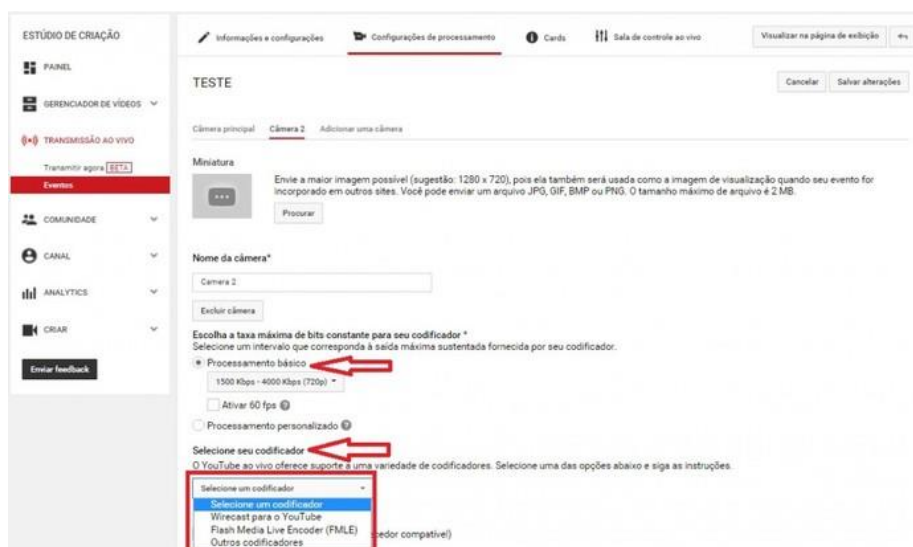 ESTÚDIO DE CRIAÇÃO
PAINEL
GERENCIADOR DE VÍDEOS
TRANSMISSÃO AO VIVO
Transmitir agora BETA
Eventos
COMUNIDADE
CANAL
ANALYTICS
CRIAR
Enviar feedback
Informações e configurações
Configurações de processamento
Cards
Sala de controle ao vivo
Visualizar na página de exibição
TESTE
Cancelar
Salvar alterações
Câmera principal
Câmera 2
Adicionar uma câmera
Miniatura
Envie a maior imagem possível (sugestão: 1280 x 720), pois ela também será usada como a imagem de visualização quando seu evento for
incorporado em outros sites. Você pode enviar um arquivo JPG, GIF, BMP ou PNG. O tamanho máximo de arquivo é 2 MB.
Procurar
Nome da câmera*
Camera 2
Excluir câmera
Escolha a taxa máxima de bits constante para seu codificador *
Selecione um intervalo que corresponda à saída máxima sustentada fornecida por seu codificador.
Processamento básico
1500 Kbps - 4000 Kbps (720p)
Ativar 60 fps
Processamento personalizado
Selecione seu codificador
O YouTube ao vivo oferece suporte a uma variedade de codificadores. Selecione uma das opções abaixo e siga as instruções.
Selecione um codificador
Selecione um codificador
Wirecast para o YouTube
Flash Media Live Encoder (FMLE)
Outros codificadores
compatível)